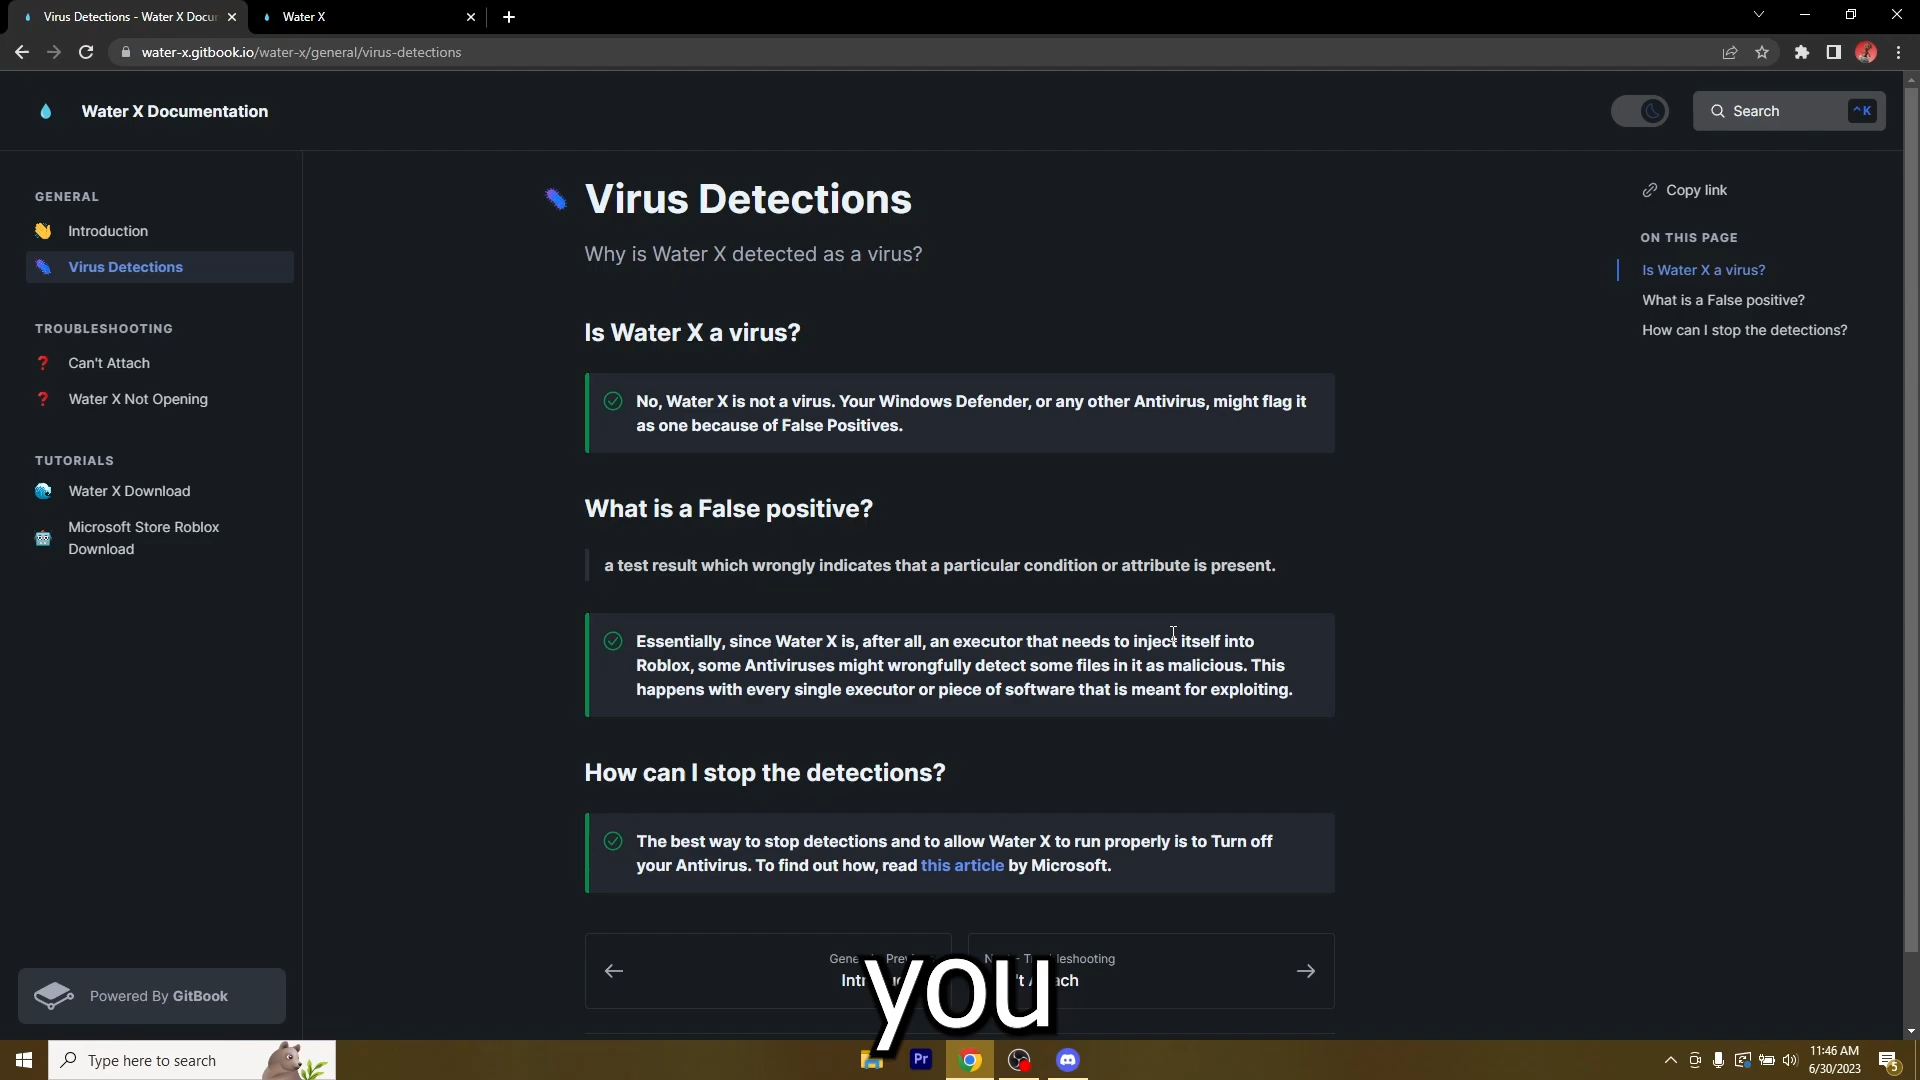 Virus Detections - Water X Docu
Water X
water-x.gitbook.io/water-x/general/virus-detections
Water X Documentation
Search
^K
GENERAL
Introduction
Virus Detections
TROUBLESHOOTING
Can't Attach
Water X Not Opening
TUTORIALS
Water X Download
Microsoft Store Roblox
Download
Powered By GitBook
Virus Detections
Why is Water X detected as a virus?
Is Water X a virus?
No, Water X is not a virus. Your Windows Defender, or any other Antivirus, might flag it
as one because of False Positives.
What is a False positive?
a test result which wrongly indicates that a particular condition or attribute is present.
Essentially, since Water X is, after all, an executor that needs to inject itself into
Roblox, some Antiviruses might wrongfully detect some files in it as malicious. This
happens with every single executor or piece of software that is meant for exploiting.
How can I stop the detections?
The best way to stop detections and to allow Water X to run properly is to Turn off
your Antivirus. To find out how, read this article by Microsoft.
Copy link
ON THIS PAGE
Is Water X a virus?
What is a False positive?
How can I stop the detections?
you
Type here to search
Pr
11:46 AM
6/30/2023
5